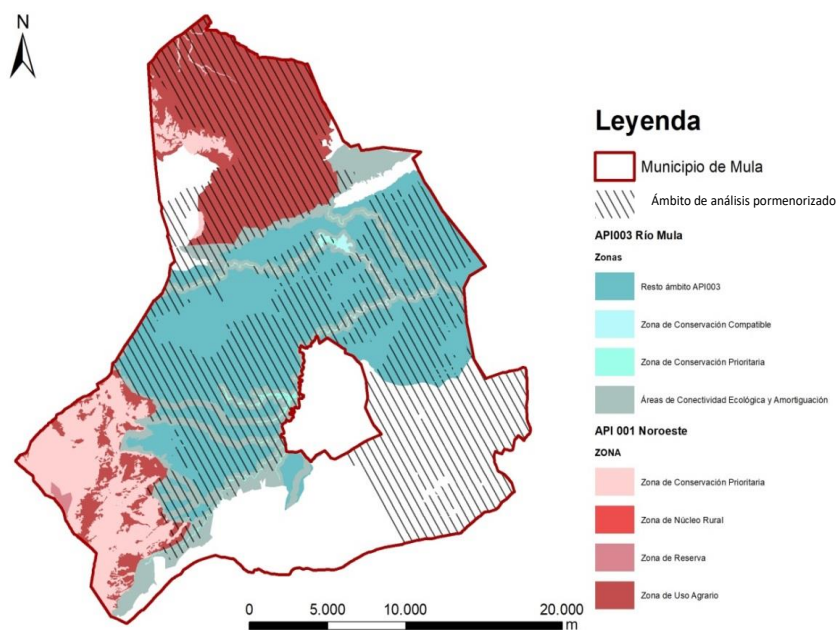 N
Leyenda
Municipio de Mula
Ámbito de análisis pormenorizado
API003 Río Mula
Zonas
Resto ámbito API003
Zona de Conservación Compatible
Zona de Conservación Prioritaria
Áreas de Conectividad Ecológica y Amortiguación
API 001 Noroeste
ZONA
Zona de Conservación Prioritaria
Zona de Núcleo Rural
Zona de Reserva
Zona de Uso Agrario
0 5.000 10.000 20.000
m